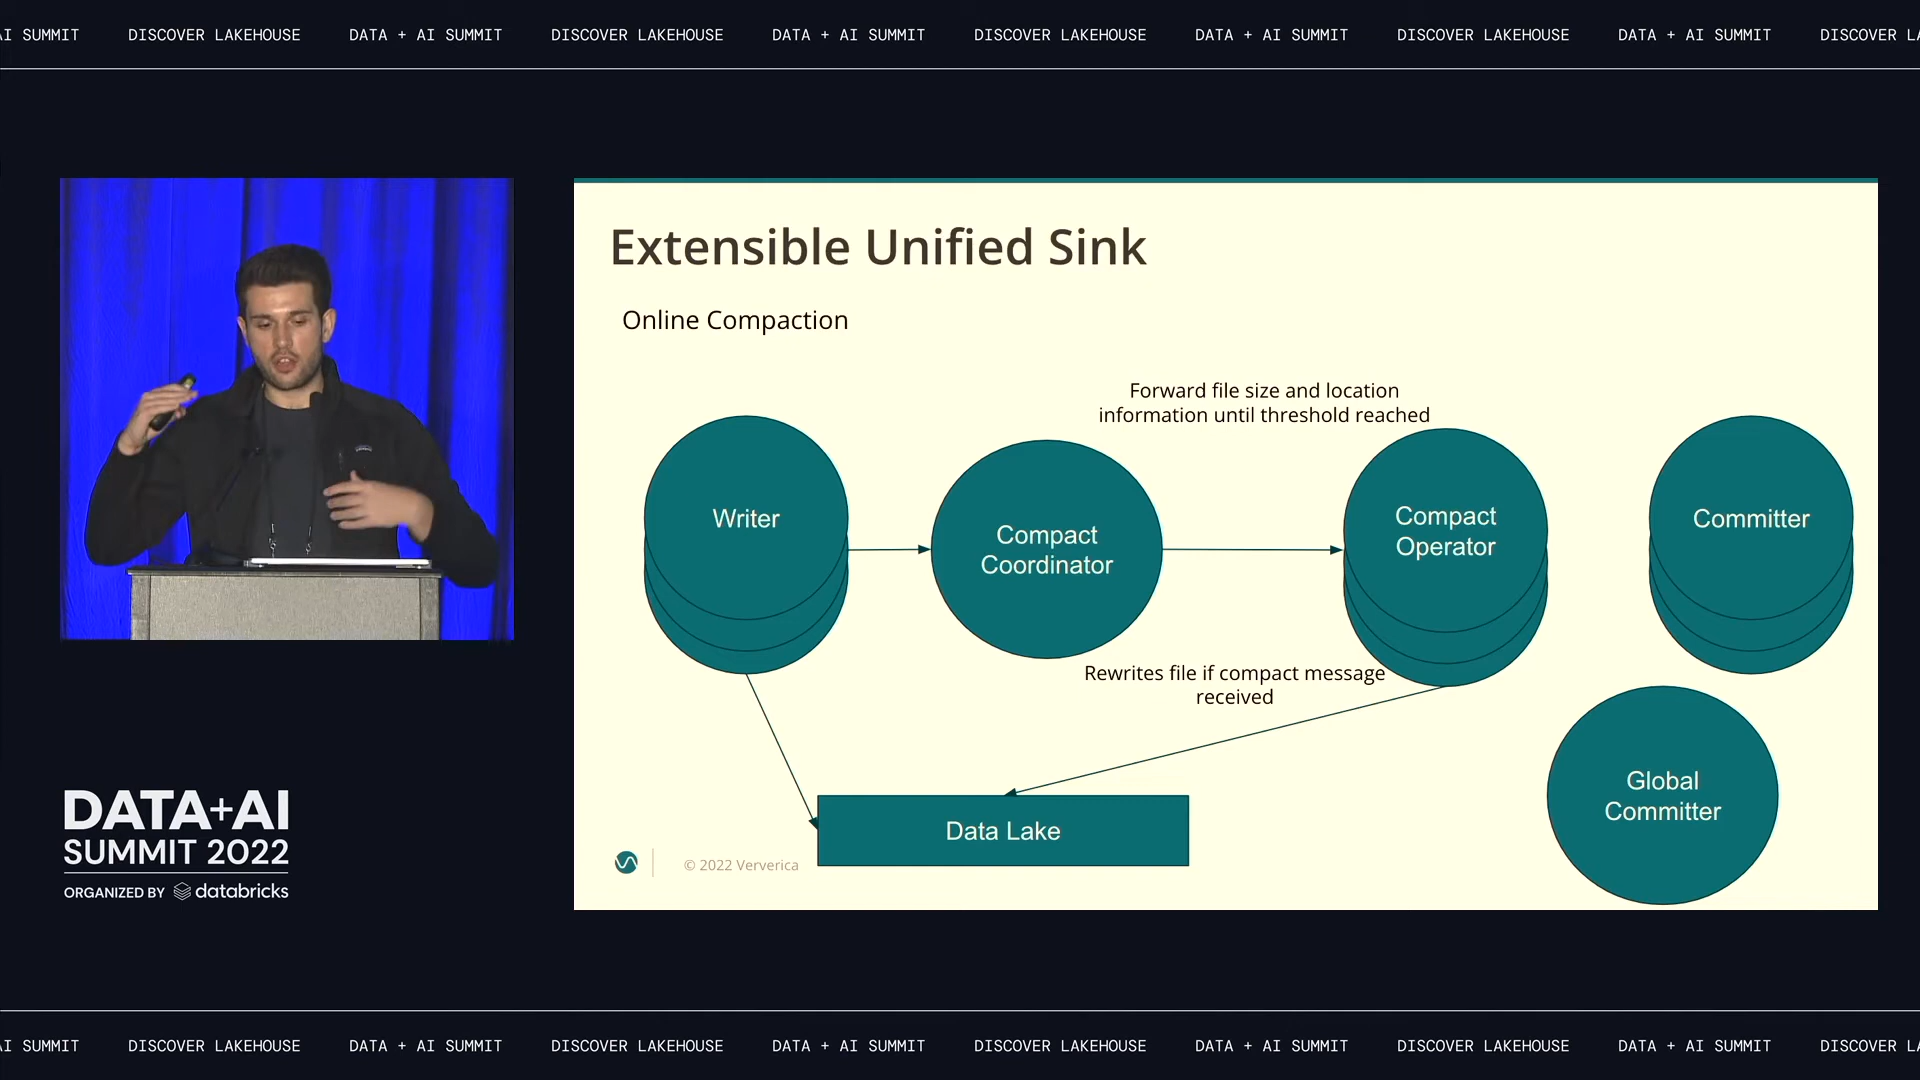 AI SUMMIT DISCOVER LAKEHOUSE DATA + AI SUMMIT DISCOVER LAKEHOUSE DATA + AI SUMMIT DISCOVER LAKEHOUSE DATA + AI SUMMIT DISCOVER LAKEHOUSE DATA + AI SUMMIT DISCOVER LA
Extensible Unified Sink
Online Compaction
Forward file size and location
information until threshold reached
Writer
Compact
Coordinator
Compact
Operator
Committer
Rewrites file if compact message
received
Global
Committer
Data Lake
© 2022 Ververica
DATA+AI
SUMMIT 2022
ORGANIZED BY databricks
AI SUMMIT DISCOVER LAKEHOUSE DATA + AI SUMMIT DISCOVER LAKEHOUSE DATA + AI SUMMIT DISCOVER LAKEHOUSE DATA + AI SUMMIT DISCOVER LAKEHOUSE DATA + AI SUMMIT DISCOVER LA